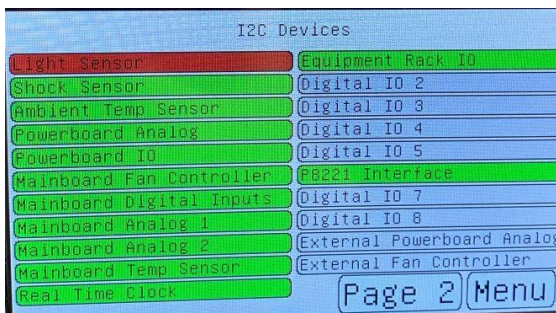 I2C Devices
Light Sensor
Shock Sensor
Ambient Temp Sensor
Powerboard Analog
Powerboard IO
Mainboard Fan Controller
Mainboard Digital Inputs
Mainboard Analog 1
Mainboard Analog 2
Mainboard Temp Sensor
Real Time Clock
Equipment Rack IO
Digital IO 2
Digital IO 3
Digital IO 4
Digital IO 5
P8221 Interface
Digital IO 7
Digital IO 8
External Powerboard Analog
External Fan Controller
Page 2
Menu